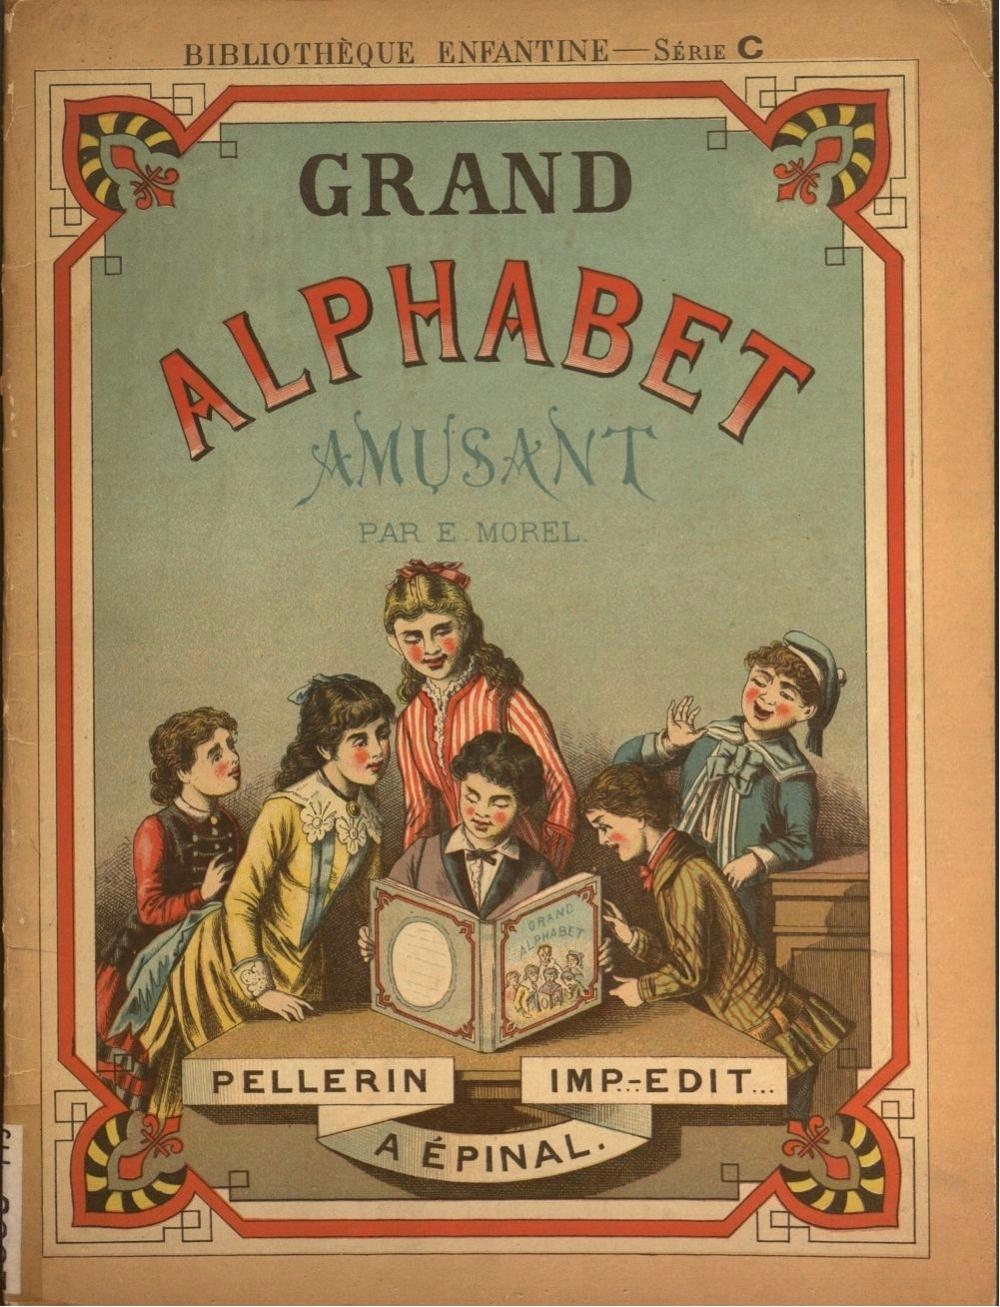 BIBLIOTHÈQUE ENFANTINE—SÉRIE C
GRAND
ALPHABET
AMUSANT
PAR E. MOREL.
GRAND
ALPHABET
PELLERIN IMP.-EDIT...
A ÉPINAL.